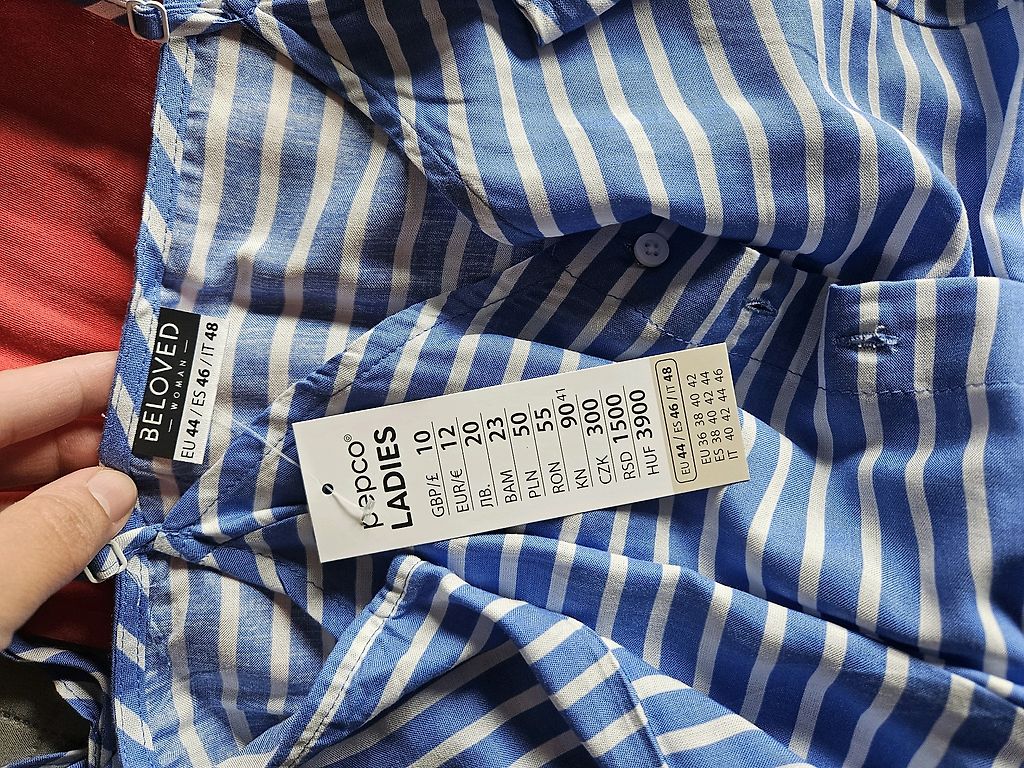 BELOVED
— WOMAN —
EU 44 / ES 46 / IT 48
pepco®
LADIES
GBP/£ 10
EUR/€ 12
ЛВ. 20
BAM 23
PLN 50
RON 55
KN 90⁴¹
CZK 300
RSD 1500
HUF 3900
EU 44 / ES 46 / IT 48
EU 36 38 40 42
ES 38 40 42 44
IT 40 42 44 46